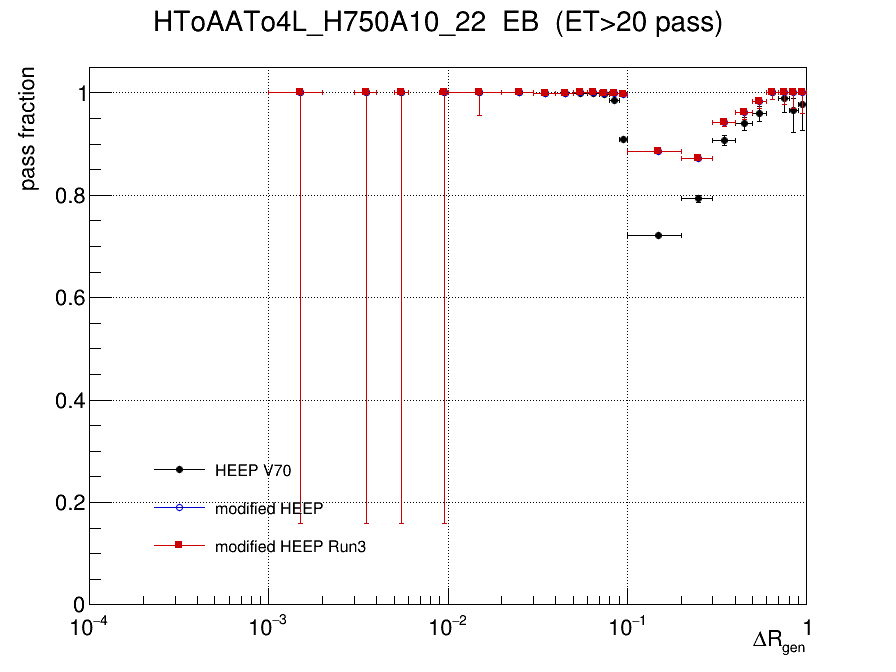 HToAATo4L_H750A10_22 EB (ET>20 pass)
pass fraction
1
0.8
0.6
0.4
0.2
0
HEEP V70
modified HEEP
modified HEEP Run3
10⁻⁴ 10⁻³ 10⁻² 10⁻¹ 1
ΔR_gen